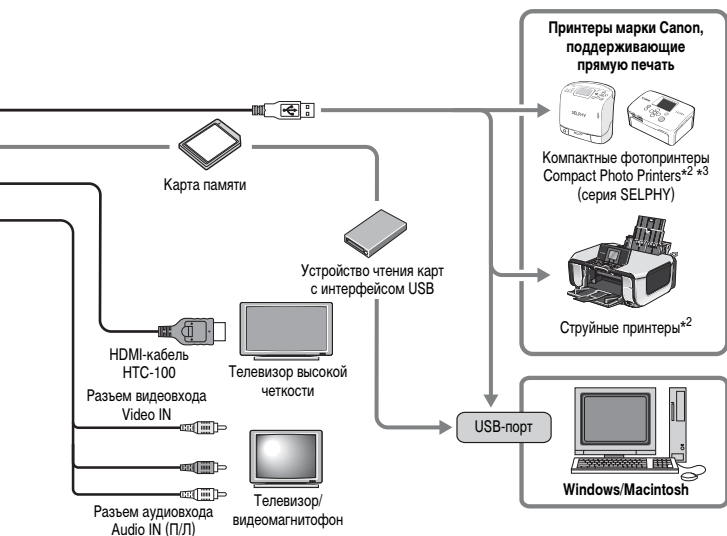 Принтеры марки Canon,
поддерживающие
прямую печать
SELPHY
Компактные фотопринтеры
Compact Photo Printers*2 *3
(серия SELPHY)
Карта памяти
Устройство чтения карт
с интерфейсом USB
Струйные принтеры*2
HDMI-кабель
HTC-100
Телевизор высокой
четкости
Разъем видеовхода
Video IN
USB-порт
Windows/Macintosh
Телевизор/
видеомагнитофон
Разъем аудиовхода
Audio IN (П/Л)